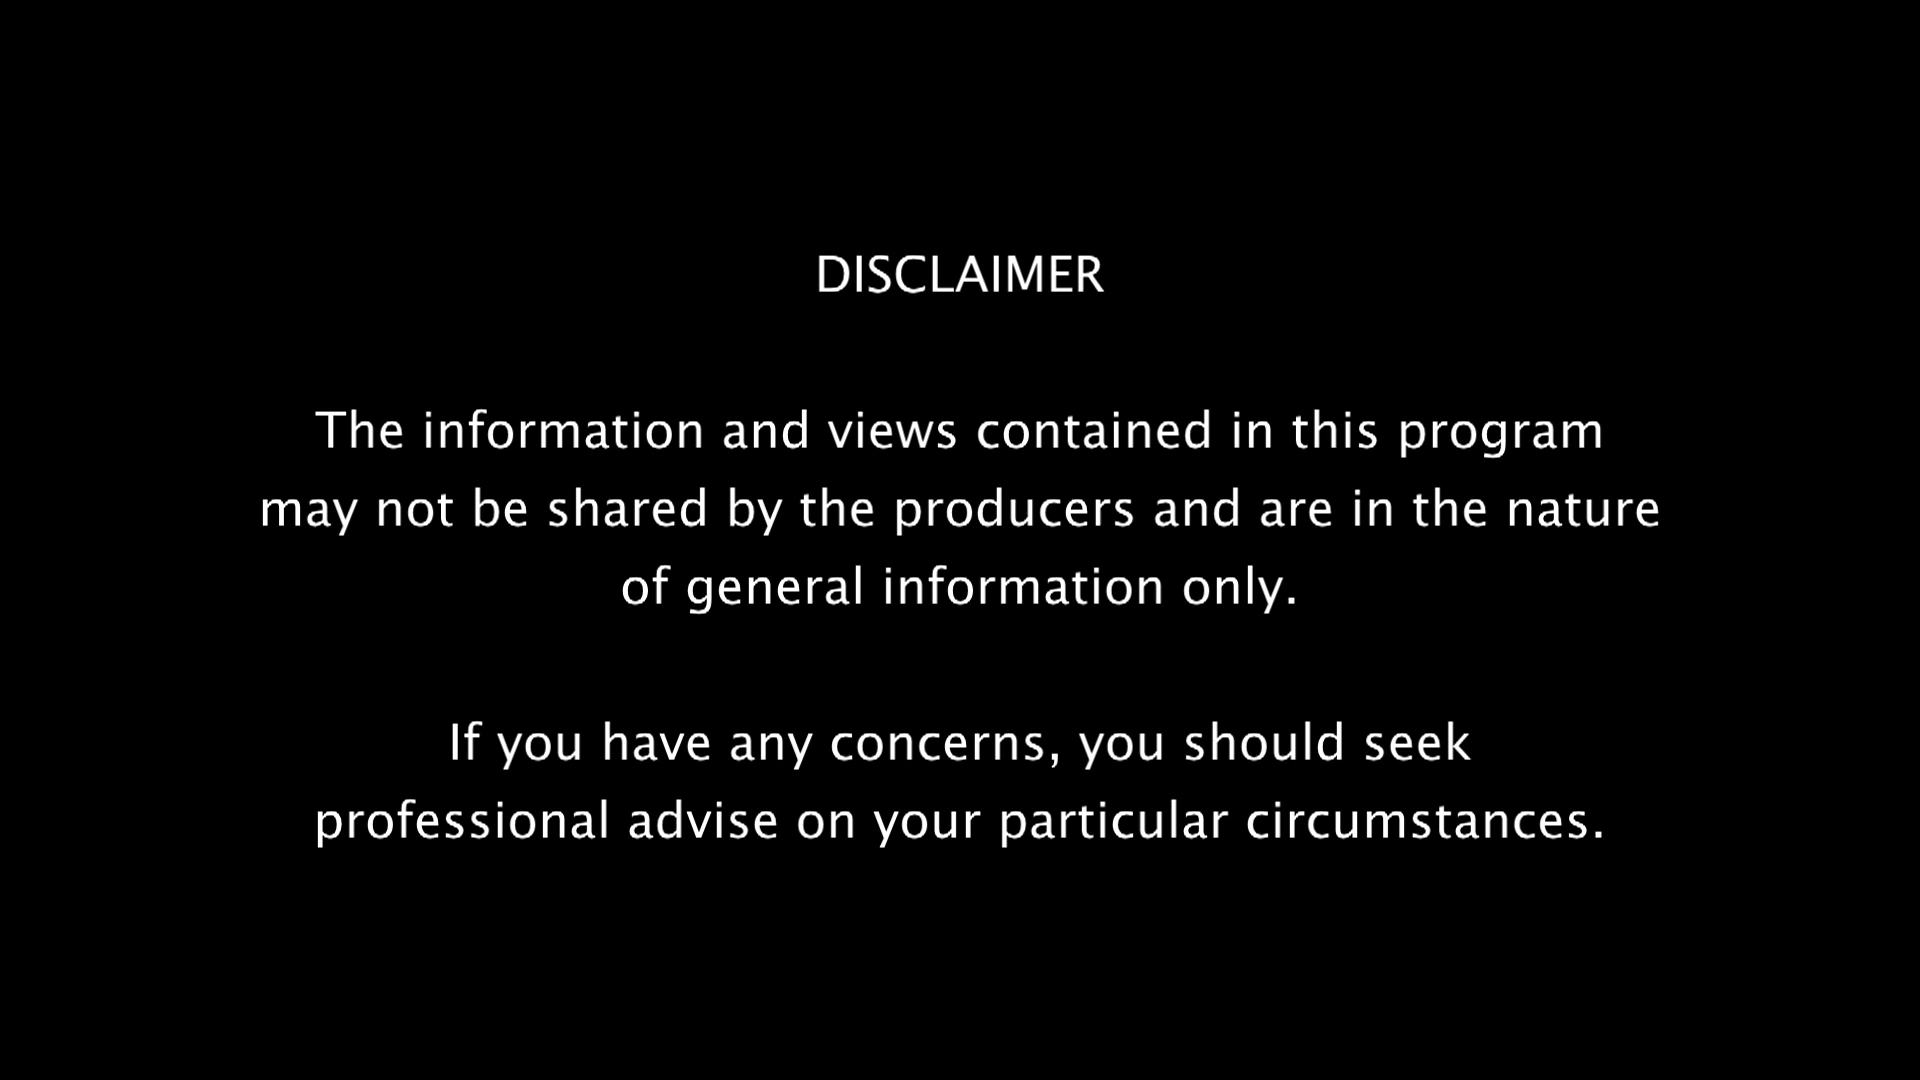 DISCLAIMER
The information and views contained in this program
may not be shared by the producers and are in the nature
of general information only.
If you have any concerns, you should seek
professional advise on your particular circumstances.